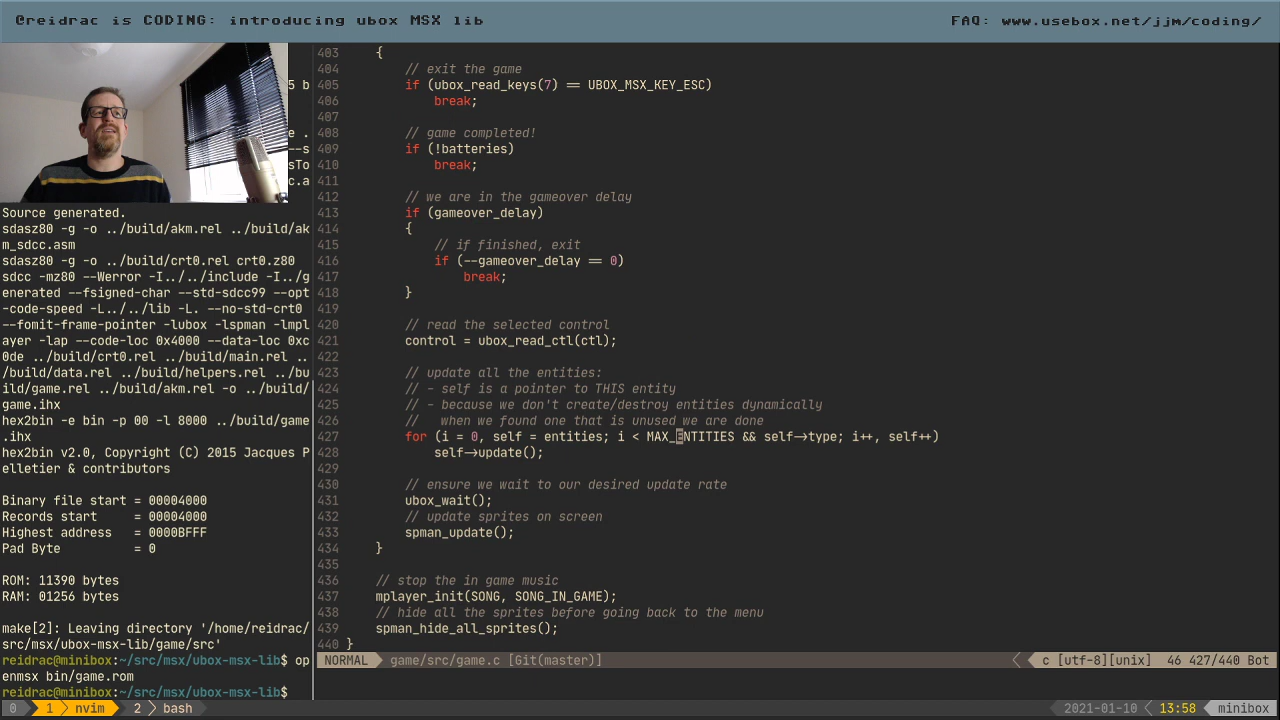 @reidrac is CODING: introducing ubox MSX lib
FAQ: www.usebox.net/jjm/coding/
5 b
e .
--s
sTo
c.a
Source generated.
sdasz80 -g -o ../build/akm.rel ../build/ak
m_sdcc.asm
sdasz80 -g -o ../build/crt0.rel crt0.z80
sdcc -mz80 --Werror -I../../include -I../g
enerated --fsigned-char --std-sdcc99 --opt
-code-speed -L../../lib -L. --no-std-crt0
--fomit-frame-pointer -lubox -lspman -lmpl
ayer -lap --code-loc 0x4000 --data-loc 0xc
0de ../build/crt0.rel ../build/main.rel ..
/build/data.rel ../build/helpers.rel ../bu
ild/game.rel ../build/akm.rel -o ../build/
game.ihx
hex2bin -e bin -p 00 -l 8000 ../build/game
.ihx
hex2bin v2.0, Copyright (C) 2015 Jacques P
elletier & contributors
Binary file start = 00004000
Records start     = 00004000
Highest address   = 0000BFFF
Pad Byte          = 0
ROM: 11390 bytes
RAM: 01256 bytes
make[2]: Leaving directory '/home/reidrac/
src/msx/ubox-msx-lib/game/src'
reidrac@minibox:~/src/msx/ubox-msx-lib$ op
enmsx bin/game.rom
reidrac@minibox:~/src/msx/ubox-msx-lib$
403     {
404         // exit the game
405         if (ubox_read_keys(7) == UBOX_MSX_KEY_ESC)
406             break;
407
408         // game completed!
409         if (!batteries)
410             break;
411
412         // we are in the gameover delay
413         if (gameover_delay)
414         {
415             // if finished, exit
416             if (--gameover_delay == 0)
417                 break;
418         }
419
420         // read the selected control
421         control = ubox_read_ctl(ctl);
422
423         // update all the entities:
424         // - self is a pointer to THIS entity
425         // - because we don't create/destroy entities dynamically
426         //   when we found one that is unused we are done
427         for (i = 0, self = entities; i < MAX_ENTITIES && self->type; i++, self++)
428             self->update();
429
430         // ensure we wait to our desired update rate
431         ubox_wait();
432         // update sprites on screen
433         spman_update();
434     }
435
436     // stop the in game music
437     mplayer_init(SONG, SONG_IN_GAME);
438     // hide all the sprites before going back to the menu
439     spman_hide_all_sprites();
440 }
NORMAL game/src/game.c [Git(master)] c [utf-8][unix] 46 427/440 Bot
0 1 nvim 2 bash 2021-01-10 13:58 minibox